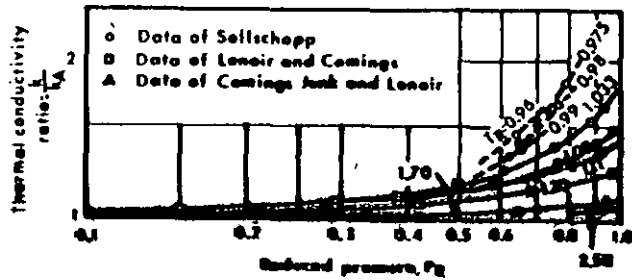 Thermal conductivity ratio: k/kA
2
1
o Data of Sellschopp
□ Data of Lenoir and Comings
▲ Data of Comings Junk and Lenoir
TR=0.96
0.975
0.98
0.99
1.033
1.70
2.50
0.1 0.2 0.3 0.4 0.5 0.6 0.8 1.0
Reduced pressure, PR